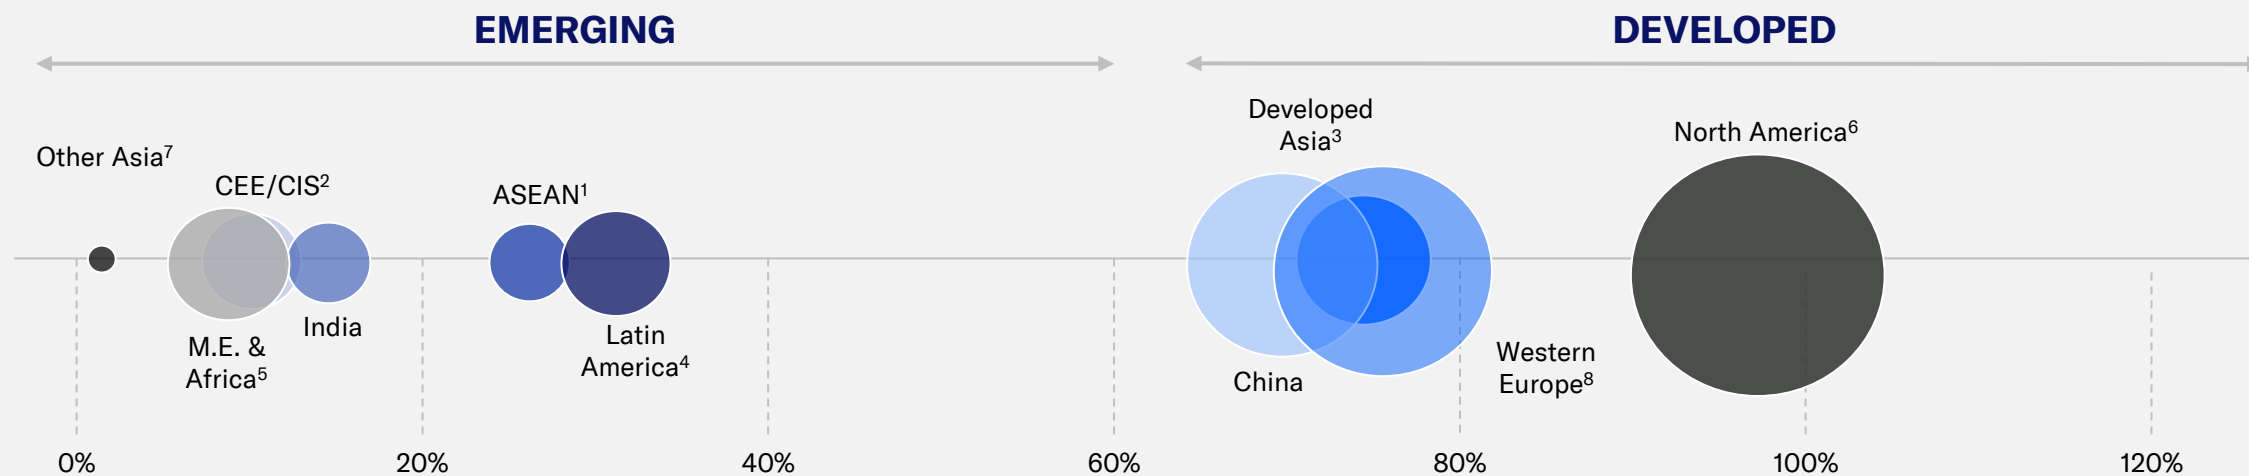 EMERGING
DEVELOPED
Developed
Asia³
North America⁶
Other Asia⁷
CEE/CIS²
ASEAN¹
India
M.E. &
Africa⁵
Latin
America⁴
China
Western
Europe⁸
0%
20%
40%
60%
80%
100%
120%